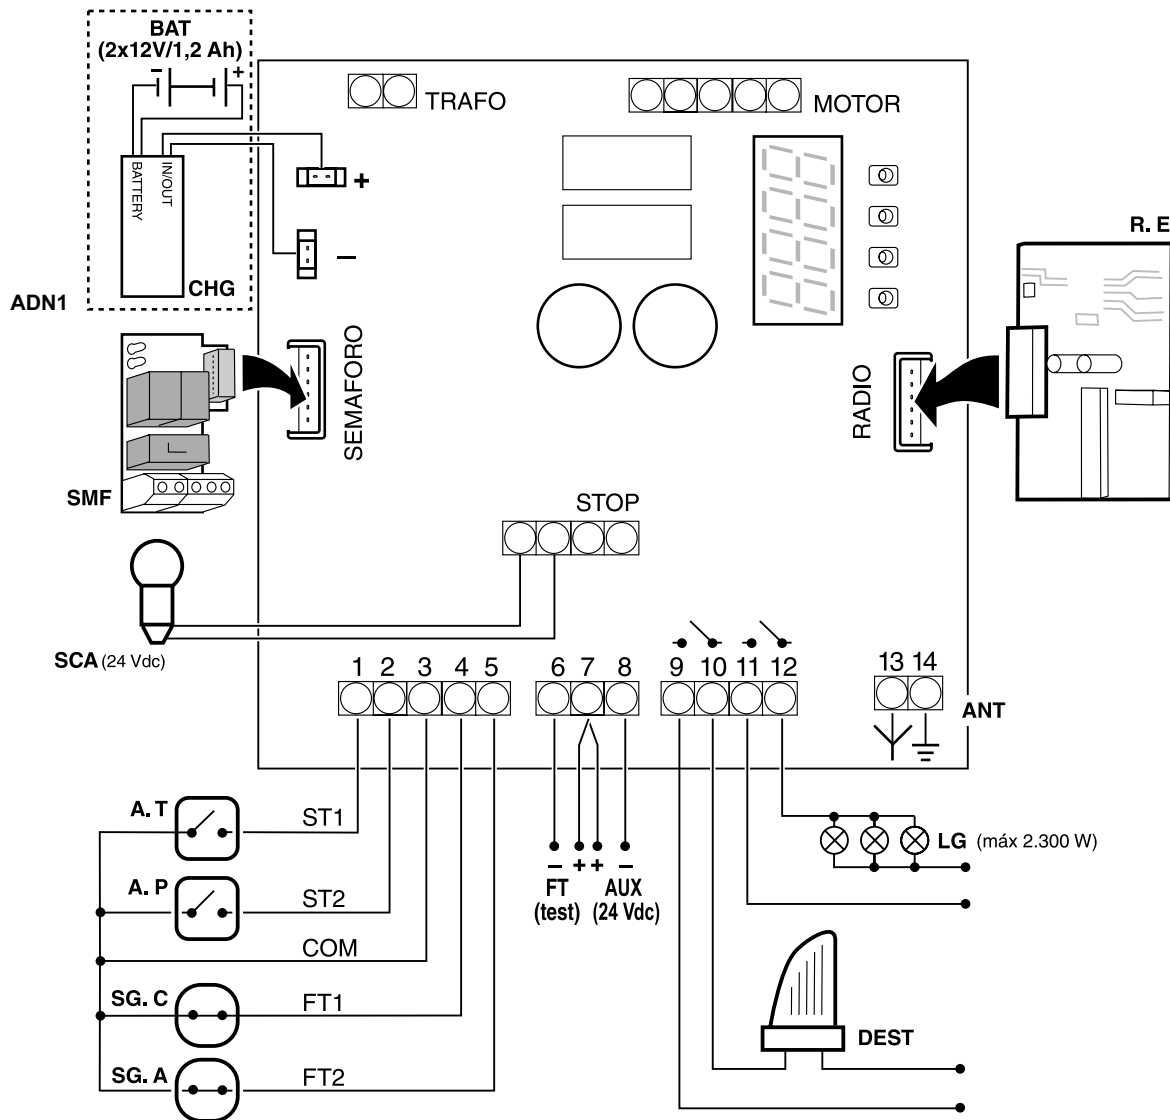 BAT
(2x12V/1,2 Ah)
- +
BATTERY
IN/OUT
CHG
ADN1
TRAFO
MOTOR
+
–
R. E
SEMAFORO
RADIO
SMF
STOP
SCA (24 Vdc)
1 2 3 4 5
6 7 8
9 10 11 12
13 14
ANT
A. T
ST1
A. P
ST2
COM
SG. C
FT1
SG. A
FT2
– + + –
FT
(test)
AUX
(24 Vdc)
LG (máx 2.300 W)
DEST